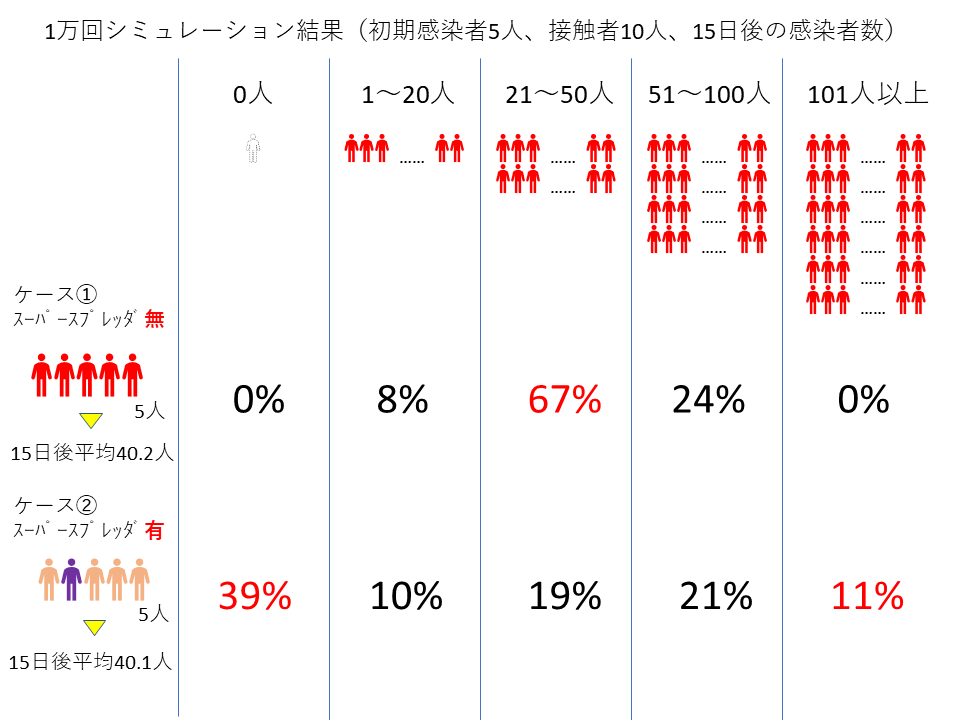 1万回シミュレーション結果（初期感染者5人、接触者10人、15日後の感染者数）
0人 1～20人 21～50人 51～100人 101人以上
…… …… …… ……
…… …… ……
…… ……
…… ……
……
……
ケース①
ｽｰﾊﾟｰｽﾌﾟﾚｯﾀﾞ無
0% 8% 67% 24% 0%
5人
15日後平均40.2人
ケース②
ｽｰﾊﾟｰｽﾌﾟﾚｯﾀﾞ有
39% 10% 19% 21% 11%
5人
15日後平均40.1人